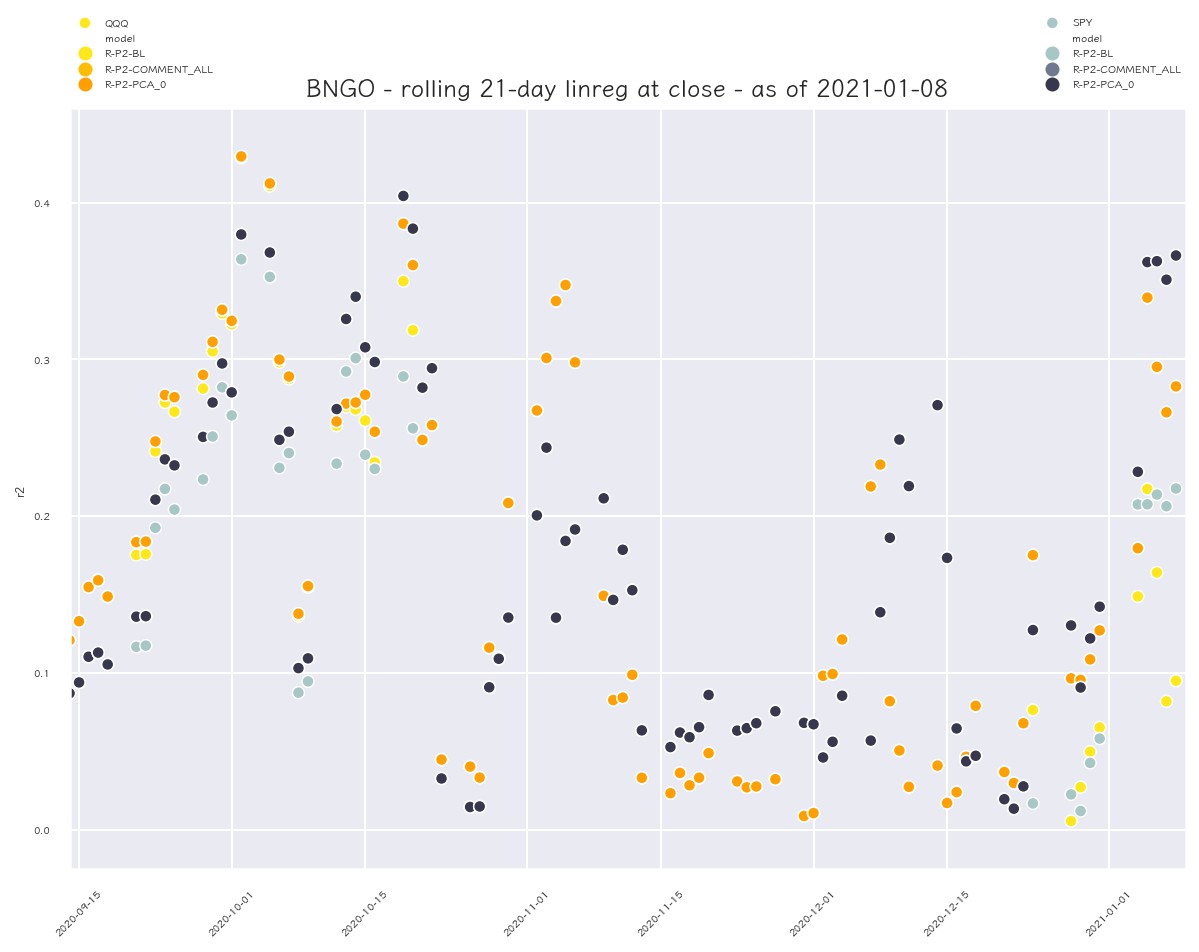 QQQ
model
R-P2-BL
R-P2-COMMENT_ALL
R-P2-PCA_0
SPY
model
R-P2-BL
R-P2-COMMENT_ALL
R-P2-PCA_0
BNGO - rolling 21-day linreg at close - as of 2021-01-08
r2
0.4
0.3
0.2
0.1
0.0
2020-09-15
2020-10-01
2020-10-15
2020-11-01
2020-11-15
2020-12-01
2020-12-15
2021-01-01